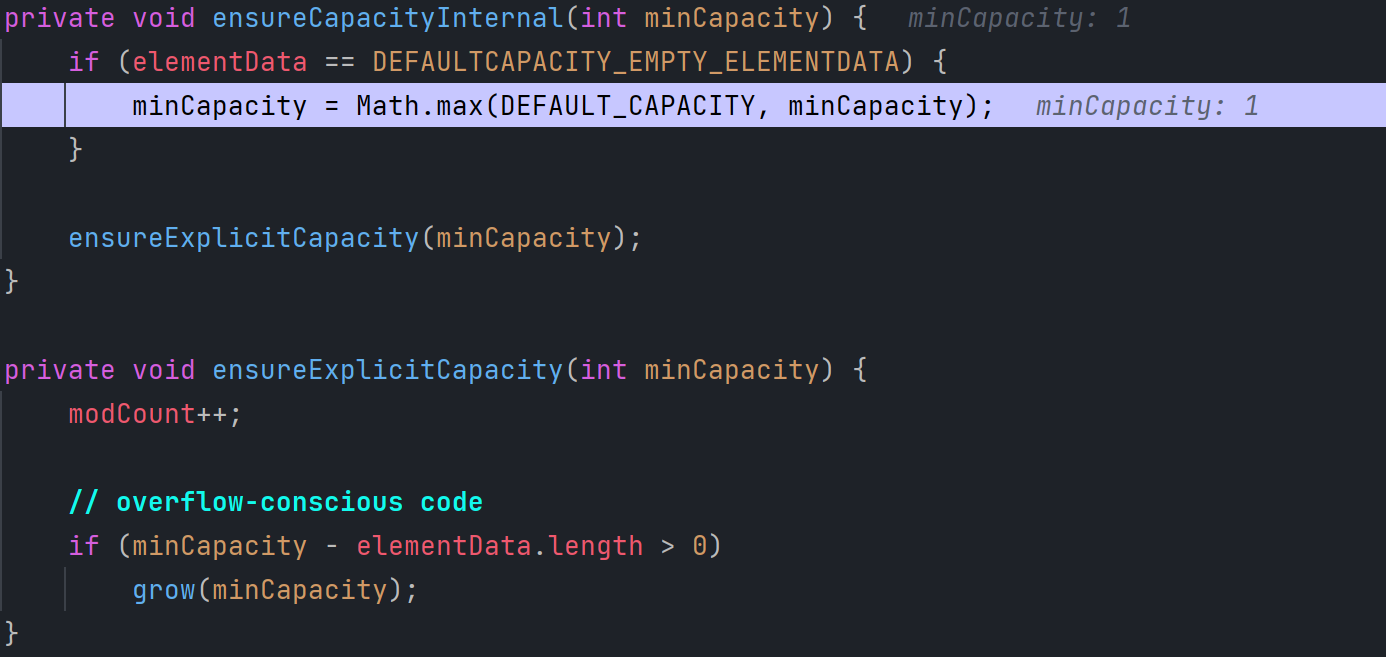 private void ensureCapacityInternal(int minCapacity) {   minCapacity: 1
    if (elementData == DEFAULTCAPACITY_EMPTY_ELEMENTDATA) {
        minCapacity = Math.max(DEFAULT_CAPACITY, minCapacity);   minCapacity: 1
    }

    ensureExplicitCapacity(minCapacity);
}

private void ensureExplicitCapacity(int minCapacity) {
    modCount++;

    // overflow-conscious code
    if (minCapacity - elementData.length > 0)
        grow(minCapacity);
}